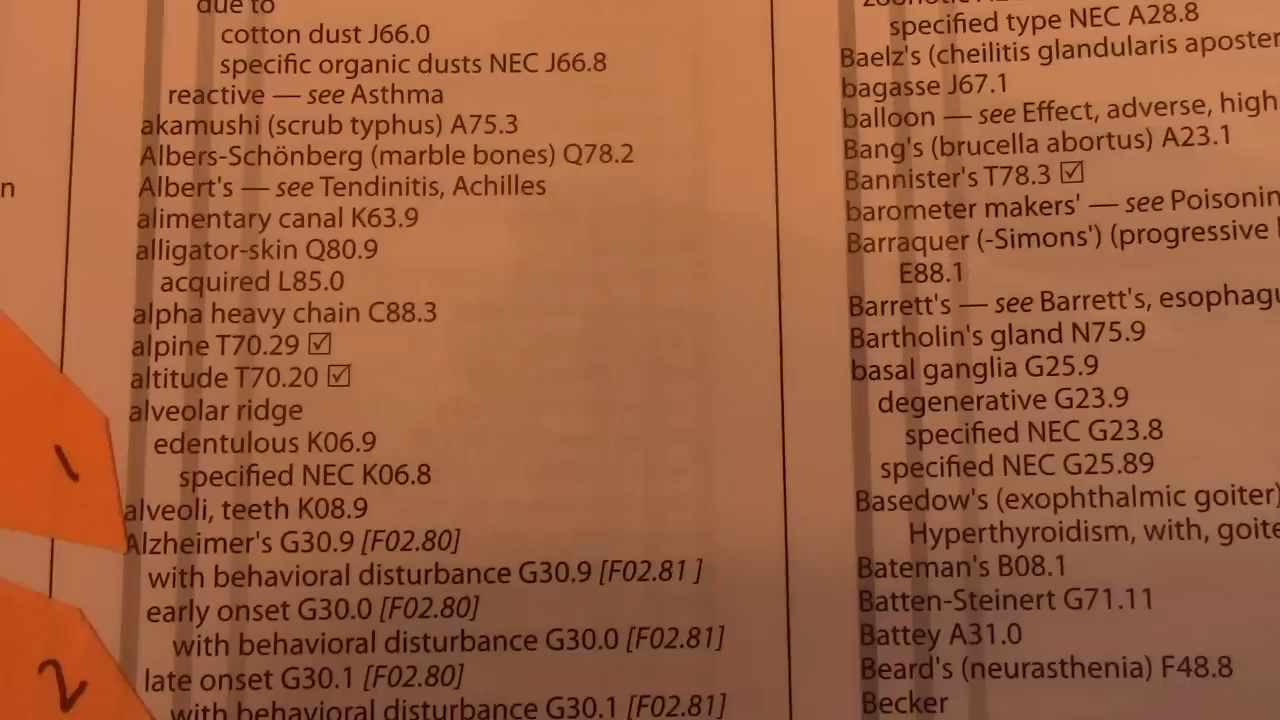 n
1
2
due to
cotton dust J66.0
specific organic dusts NEC J66.8
reactive — see Asthma
akamushi (scrub typhus) A75.3
Albers-Schönberg (marble bones) Q78.2
Albert's — see Tendinitis, Achilles
alimentary canal K63.9
alligator-skin Q80.9
acquired L85.0
alpha heavy chain C88.3
alpine T70.29 ☑
altitude T70.20 ☑
alveolar ridge
edentulous K06.9
specified NEC K06.8
alveoli, teeth K08.9
Alzheimer's G30.9 [F02.80]
with behavioral disturbance G30.9 [F02.81 ]
early onset G30.0 [F02.80]
with behavioral disturbance G30.0 [F02.81]
late onset G30.1 [F02.80]
with behavioral disturbance G30.1 [F02.81]
specified type NEC A28.8
Baelz's (cheilitis glandularis aposte
bagasse J67.1
balloon — see Effect, adverse, high
Bang's (brucella abortus) A23.1
Bannister's T78.3 ☑
barometer makers' — see Poisonin
Barraquer (-Simons') (progressive
E88.1
Barrett's — see Barrett's, esophagu
Bartholin's gland N75.9
basal ganglia G25.9
degenerative G23.9
specified NEC G23.8
specified NEC G25.89
Basedow's (exophthalmic goiter)
Hyperthyroidism, with, goite
Bateman's B08.1
Batten-Steinert G71.11
Battey A31.0
Beard's (neurasthenia) F48.8
Becker